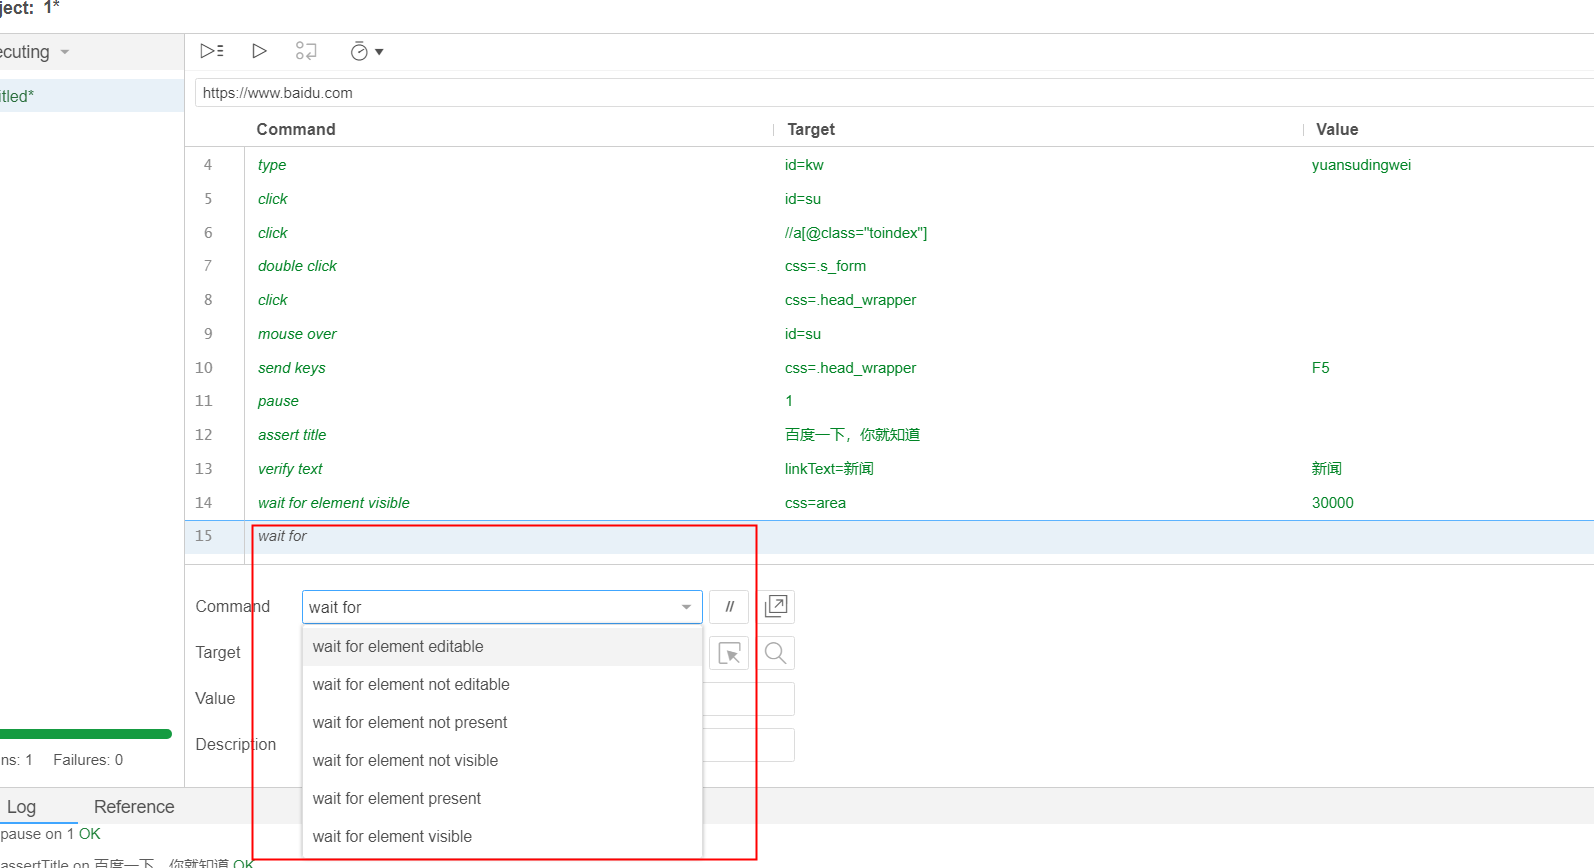 ject: 1*
ecuting
itled*
https://www.baidu.com
Command Target Value
4 type id=kw yuansudingwei
5 click id=su
6 click //a[@class="toindex"]
7 double click css=.s_form
8 click css=.head_wrapper
9 mouse over id=su
10 send keys css=.head_wrapper F5
11 pause 1
12 assert title 百度一下，你就知道
13 verify text linkText=新闻 新闻
14 wait for element visible css=area 30000
15 wait for
Command wait for //
wait for element editable
Target
wait for element not editable
Value
wait for element not present
Description
wait for element not visible
wait for element present
wait for element visible
ns: 1 Failures: 0
Log Reference
pause on 1 OK
assertTitle on 百度一下，你就知道 OK